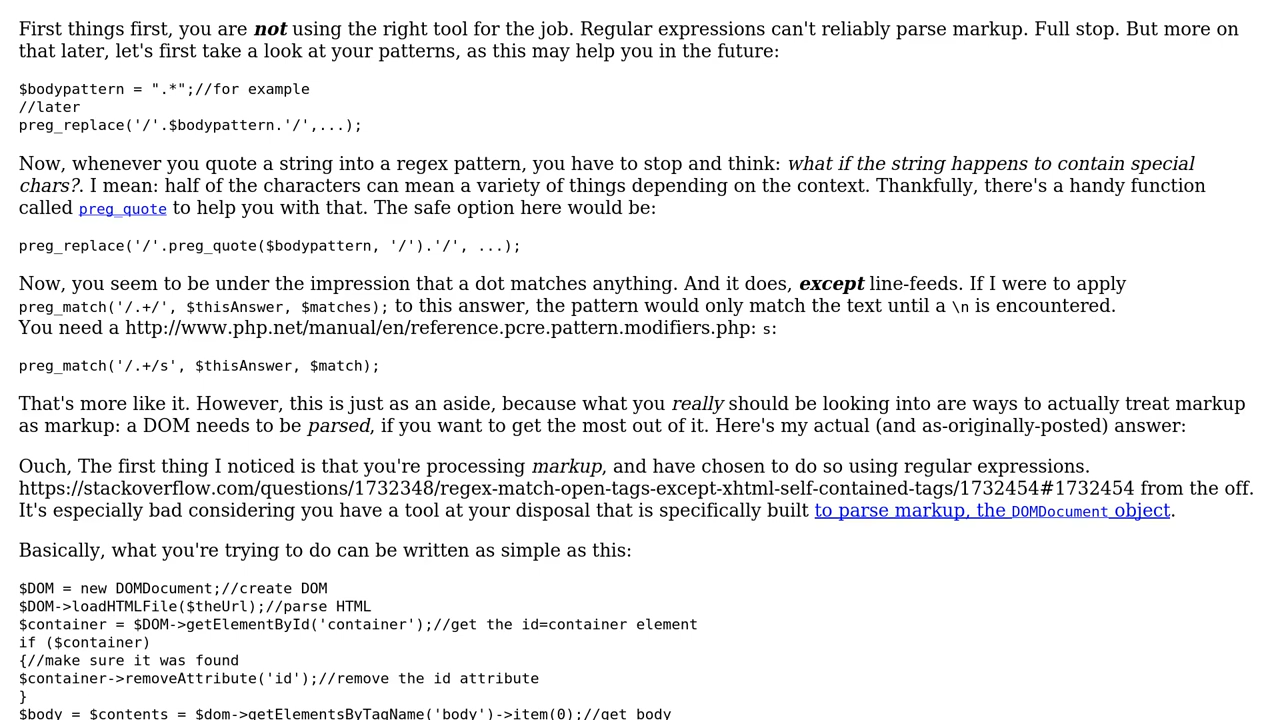 First things first, you are not using the right tool for the job. Regular expressions can't reliably parse markup. Full stop. But more on
that later, let's first take a look at your patterns, as this may help you in the future:
$bodypattern = ".*";//for example
//later
preg_replace('/'.$bodypattern.'/',...);
Now, whenever you quote a string into a regex pattern, you have to stop and think: what if the string happens to contain special
chars?. I mean: half of the characters can mean a variety of things depending on the context. Thankfully, there's a handy function
called preg_quote to help you with that. The safe option here would be:
preg_replace('/'.preg_quote($bodypattern, '/').'/', ...);
Now, you seem to be under the impression that a dot matches anything. And it does, except line-feeds. If I were to apply
preg_match('/.+/', $thisAnswer, $matches); to this answer, the pattern would only match the text until a \n is encountered.
You need a http://www.php.net/manual/en/reference.pcre.pattern.modifiers.php: s:
preg_match('/.+/s', $thisAnswer, $match);
That's more like it. However, this is just as an aside, because what you really should be looking into are ways to actually treat markup
as markup: a DOM needs to be parsed, if you want to get the most out of it. Here's my actual (and as-originally-posted) answer:
Ouch, The first thing I noticed is that you're processing markup, and have chosen to do so using regular expressions.
https://stackoverflow.com/questions/1732348/regex-match-open-tags-except-xhtml-self-contained-tags/1732454#1732454 from the off.
It's especially bad considering you have a tool at your disposal that is specifically built to parse markup, the DOMDocument object.
Basically, what you're trying to do can be written as simple as this:
$DOM = new DOMDocument;//create DOM
$DOM->loadHTMLFile($theUrl);//parse HTML
$container = $DOM->getElementById('container');//get the id=container element
if ($container)
{//make sure it was found
$container->removeAttribute('id');//remove the id attribute
}
$body = $contents = $dom->getElementsByTagName('body')->item(0);//get body